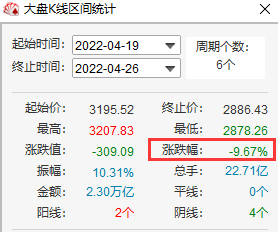 大盘K线区间统计
起始时间： 2022-04-19
周期个数：
终止时间： 2022-04-26
6个
起始价： 3195.52 终止价： 2886.43
最高： 3207.83 最低： 2878.26
涨跌值： -309.09 涨跌幅： -9.67%
振幅： 10.31% 总手： 22.71亿
金额： 2.30万亿 平线： 0个
阳线： 2个 阴线： 4个